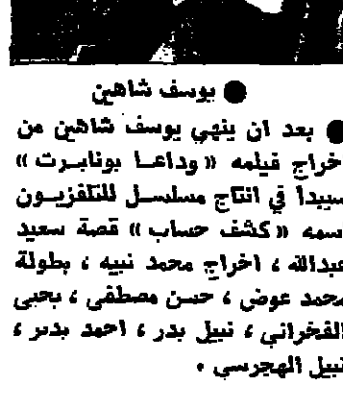 ● يوسف شاهين
● بعد ان ينهي يوسف شاهين من
اخراج فيلمه « وداعا بونابرت »
سيبدأ في انتاج مسلسل للتلفزيون
اسمه « كشف حساب » قصة سعيد
عبدالله ، اخراج محمد نبيه ، بطولة
محمد عوض ، حسن مصطفى ، يحيى
الفخراني ، نبيل بدر ، احمد بدير ،
نبيل الهجرسي .